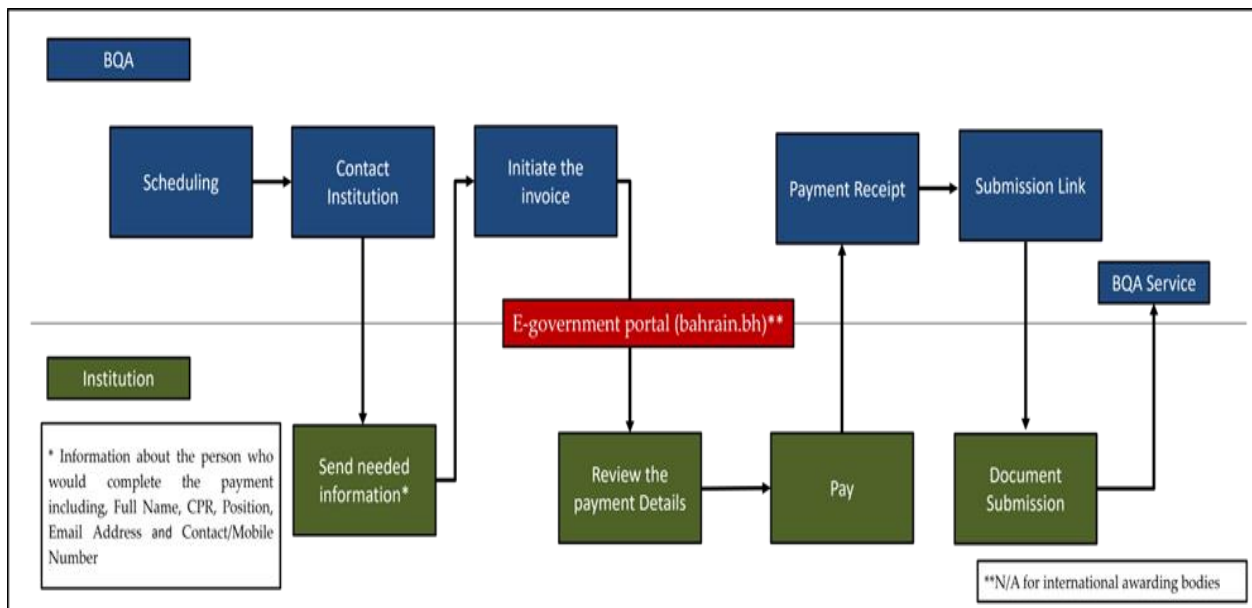 BQA
Scheduling
Contact
Institution
Initiate the
invoice
Payment Receipt
Submission Link
BQA Service
E-government portal (bahrain.bh)**
Institution
* Information about the person who
would complete the payment
including, Full Name, CPR, Position,
Email Address and Contact/Mobile
Number
Send needed
information*
Review the
payment Details
Pay
Document
Submission
**N/A for international awarding bodies